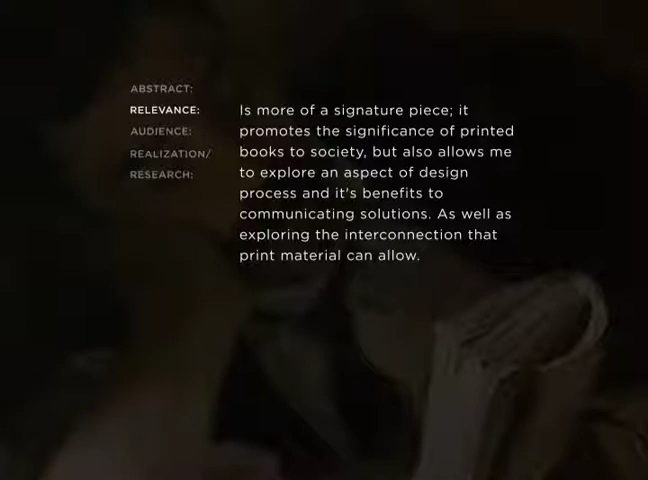 ABSTRACT:
RELEVANCE:
AUDIENCE:
REALIZATION/
RESEARCH:
Is more of a signature piece; it
promotes the significance of printed
books to society, but also allows me
to explore an aspect of design
process and it's benefits to
communicating solutions. As well as
exploring the interconnection that
print material can allow.